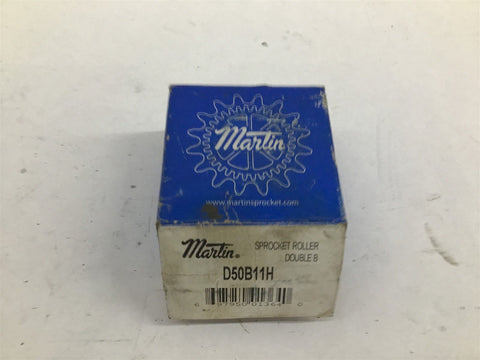 Martin
www.martinsprocket.com
Martin®
SPROCKET ROLLER
DOUBLE B
D50B11H